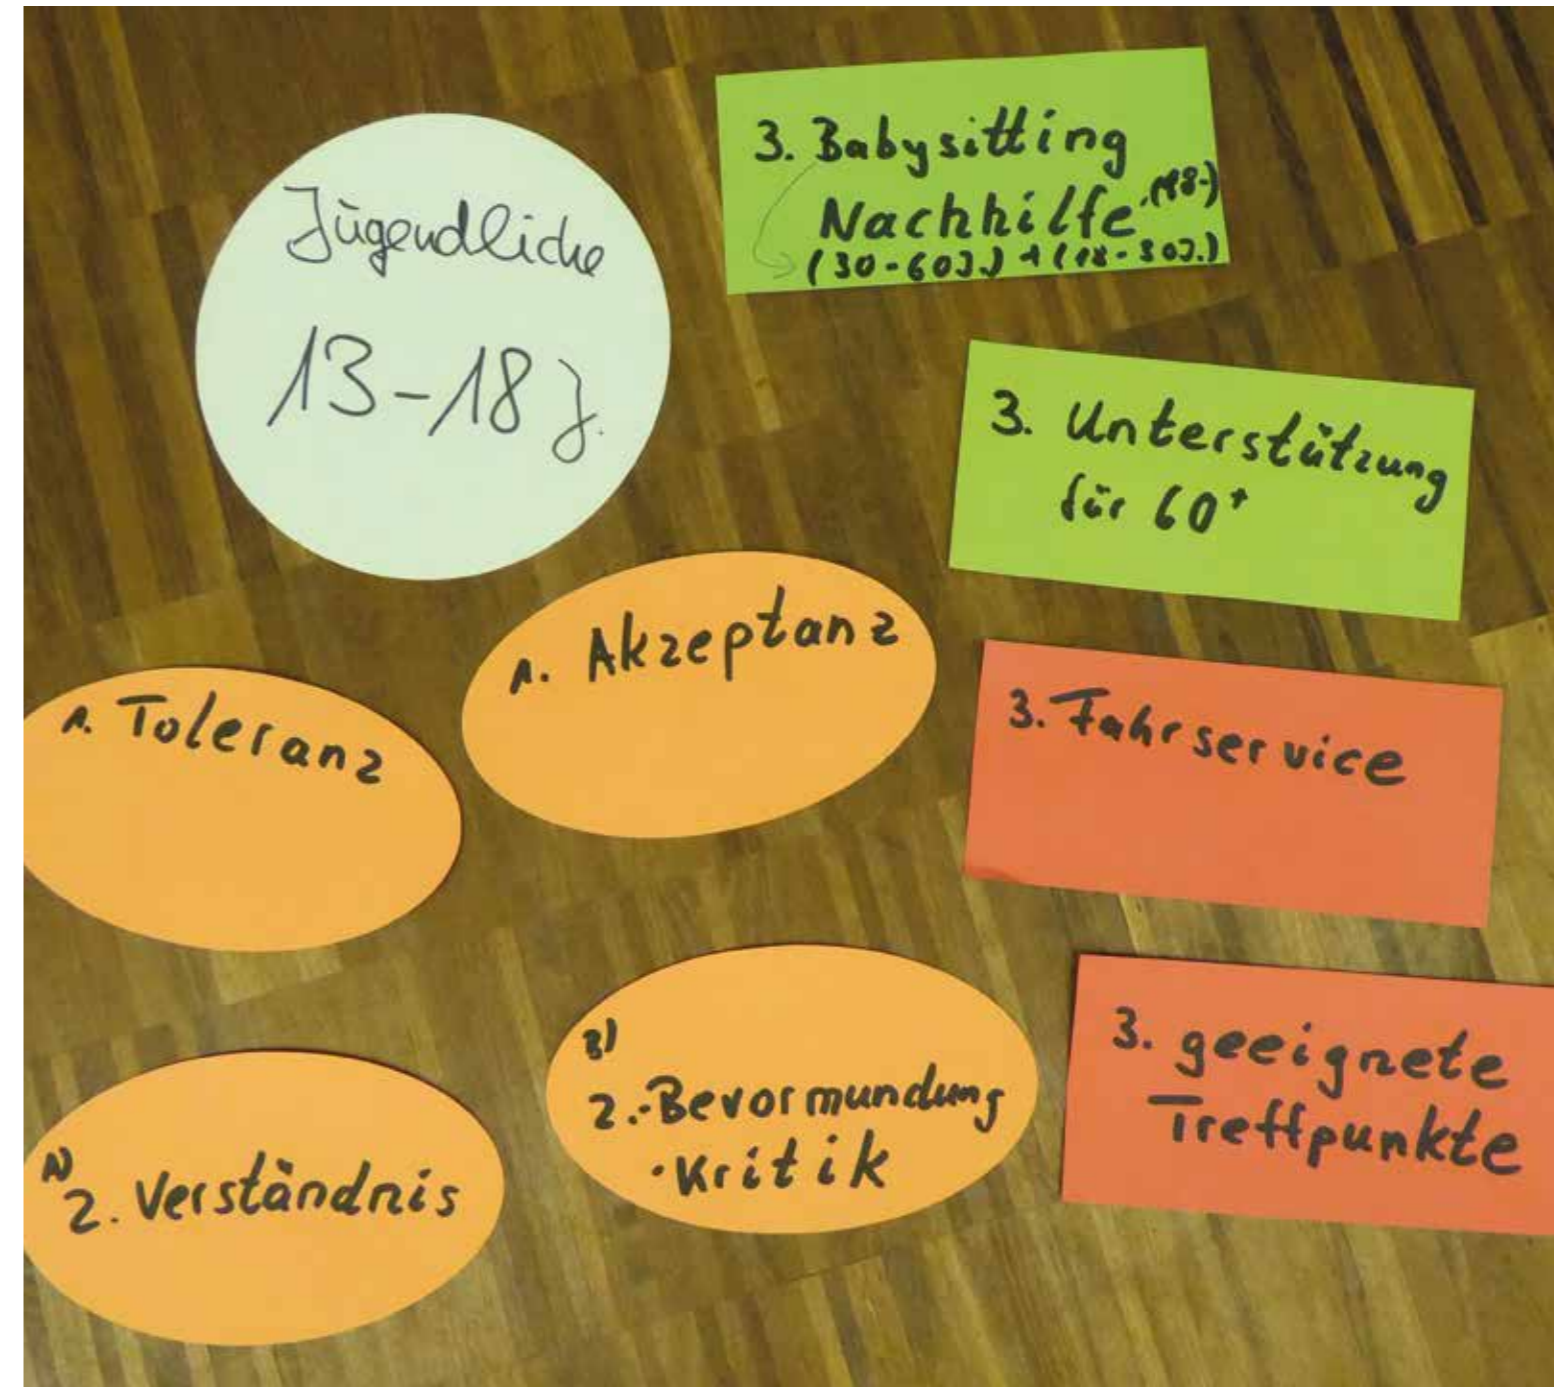 Jugendliche
13-18 J.
3. Babysitting
Nachhilfe
(30-60J.) + (18-30J.)
3. Unterstützung
für 60+
1. Akzeptanz
1. Toleranz
3. Fahrservice
3. geeignete
Treffpunkte
2. Verständnis
B)
2. · Bevormundung
· Kritik